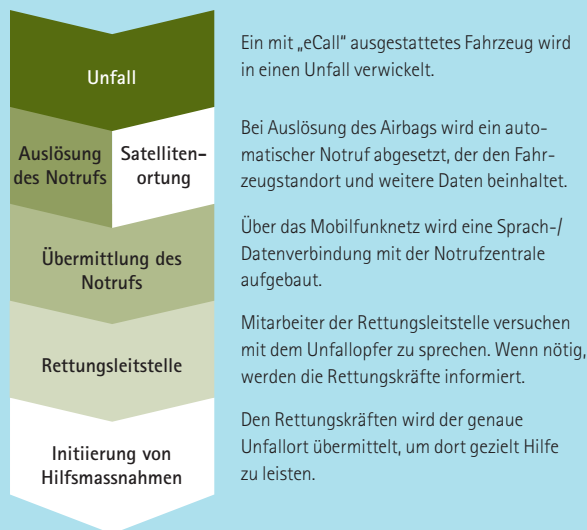 Unfall
Ein mit „eCall“ ausgestattetes Fahrzeug wird
in einen Unfall verwickelt.
Auslösung
des Notrufs
Satelliten-
ortung
Bei Auslösung des Airbags wird ein auto-
matischer Notruf abgesetzt, der den Fahr-
zeugstandort und weitere Daten beinhaltet.
Übermittlung des
Notrufs
Über das Mobilfunknetz wird eine Sprach-/
Datenverbindung mit der Notrufzentrale
aufgebaut.
Rettungsleitstelle
Mitarbeiter der Rettungsleitstelle versuchen
mit dem Unfallopfer zu sprechen. Wenn nötig,
werden die Rettungskräfte informiert.
Initiierung von
Hilfsmassnahmen
Den Rettungskräften wird der genaue
Unfallort übermittelt, um dort gezielt Hilfe
zu leisten.